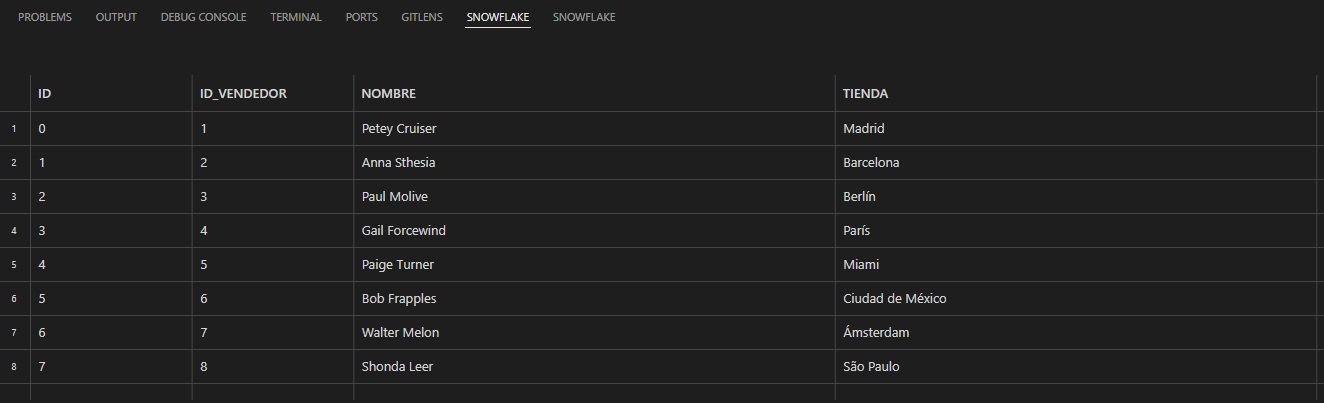 PROBLEMS OUTPUT DEBUG CONSOLE TERMINAL PORTS GITLENS SNOWFLAKE SNOWFLAKE
ID ID_VENDEDOR NOMBRE TIENDA
1 0 1 Petey Cruiser Madrid
2 1 2 Anna Sthesia Barcelona
3 2 3 Paul Molive Berlín
4 3 4 Gail Forcewind París
5 4 5 Paige Turner Miami
6 5 6 Bob Frapples Ciudad de México
7 6 7 Walter Melon Ámsterdam
8 7 8 Shonda Leer São Paulo